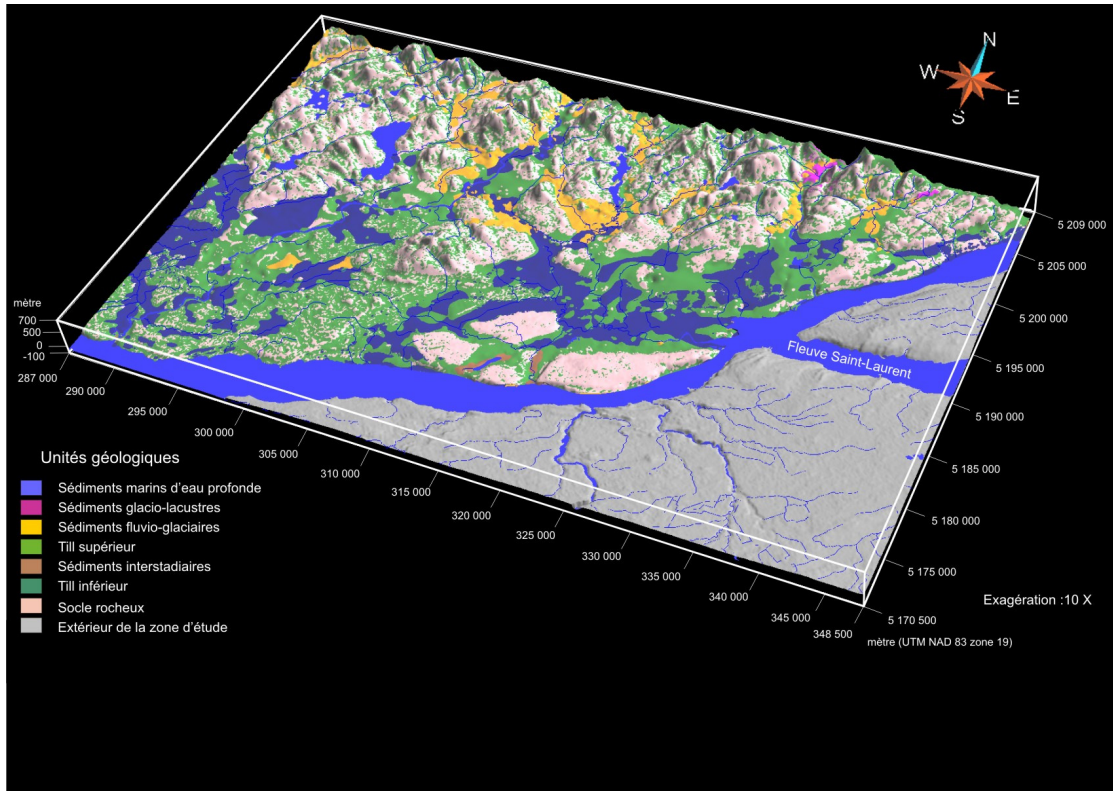 N
W
E
S
5 209 000
5 205 000
5 200 000
5 195 000
5 190 000
5 185 000
5 180 000
5 175 000
5 170 500
Fleuve Saint-Laurent
mètre
700
500
0
-100
287 000
290 000
295 000
300 000
305 000
310 000
315 000
320 000
325 000
330 000
335 000
340 000
345 000
348 500
mètre (UTM NAD 83 zone 19)
Exagération :10 X
Unités géologiques
Sédiments marins d'eau profonde
Sédiments glacio-lacustres
Sédiments fluvio-glaciaires
Till supérieur
Sédiments interstadiaires
Till inférieur
Socle rocheux
Extérieur de la zone d'étude